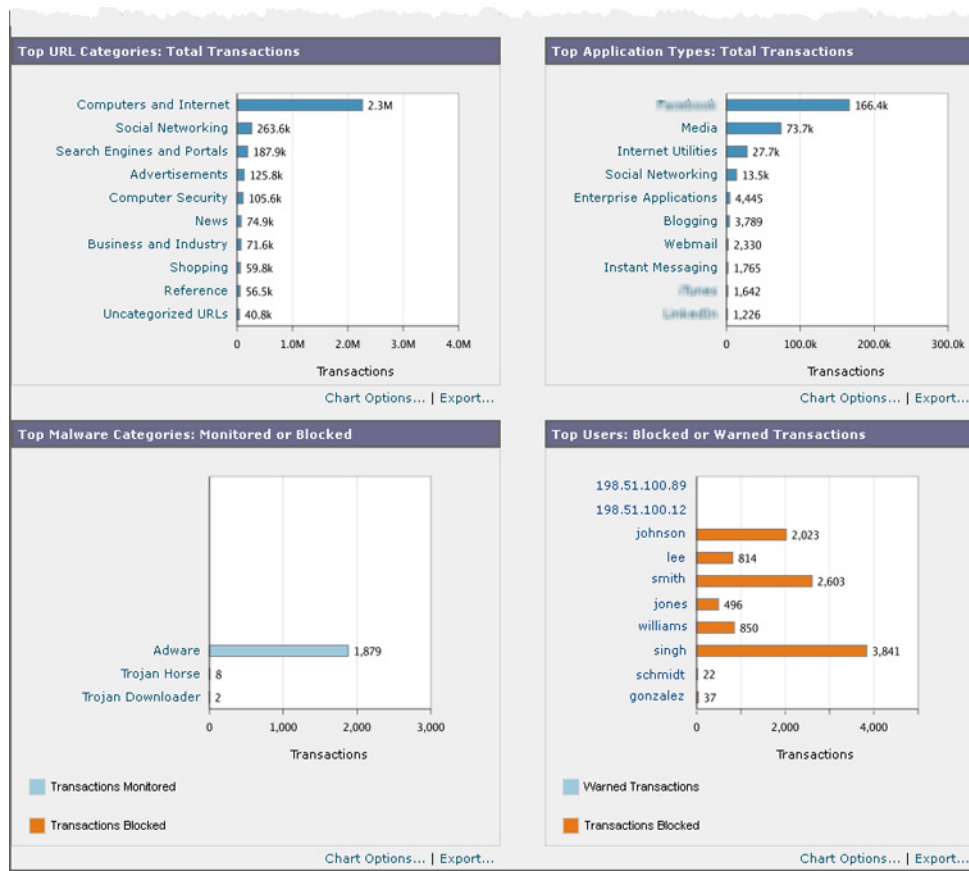 Top URL Categories: Total Transactions
Computers and Internet 2.3M
Social Networking 263.6k
Search Engines and Portals 187.9k
Advertisements 125.8k
Computer Security 105.6k
News 74.9k
Business and Industry 71.6k
Shopping 59.8k
Reference 56.5k
Uncategorized URLs 40.8k
0 1.0M 2.0M 3.0M 4.0M
Transactions
Chart Options... | Export...
Top Application Types: Total Transactions
Facebook 166.4k
Media 73.7k
Internet Utilities 27.7k
Social Networking 13.5k
Enterprise Applications 4,445
Blogging 3,789
Webmail 2,330
Instant Messaging 1,765
iTunes 1,642
LinkedIn 1,226
0 100.0k 200.0k 300.0k
Transactions
Chart Options... | Export...
Top Malware Categories: Monitored or Blocked
Adware 1,879
Trojan Horse 8
Trojan Downloader 2
0 1,000 2,000 3,000
Transactions
Transactions Monitored
Transactions Blocked
Chart Options... | Export...
Top Users: Blocked or Warned Transactions
198.51.100.89
198.51.100.12
johnson 2,023
lee 814
smith 2,603
jones 496
williams 850
singh 3,841
schmidt 22
gonzalez 37
0 2,000 4,000
Transactions
Warned Transactions
Transactions Blocked
Chart Options... | Export...